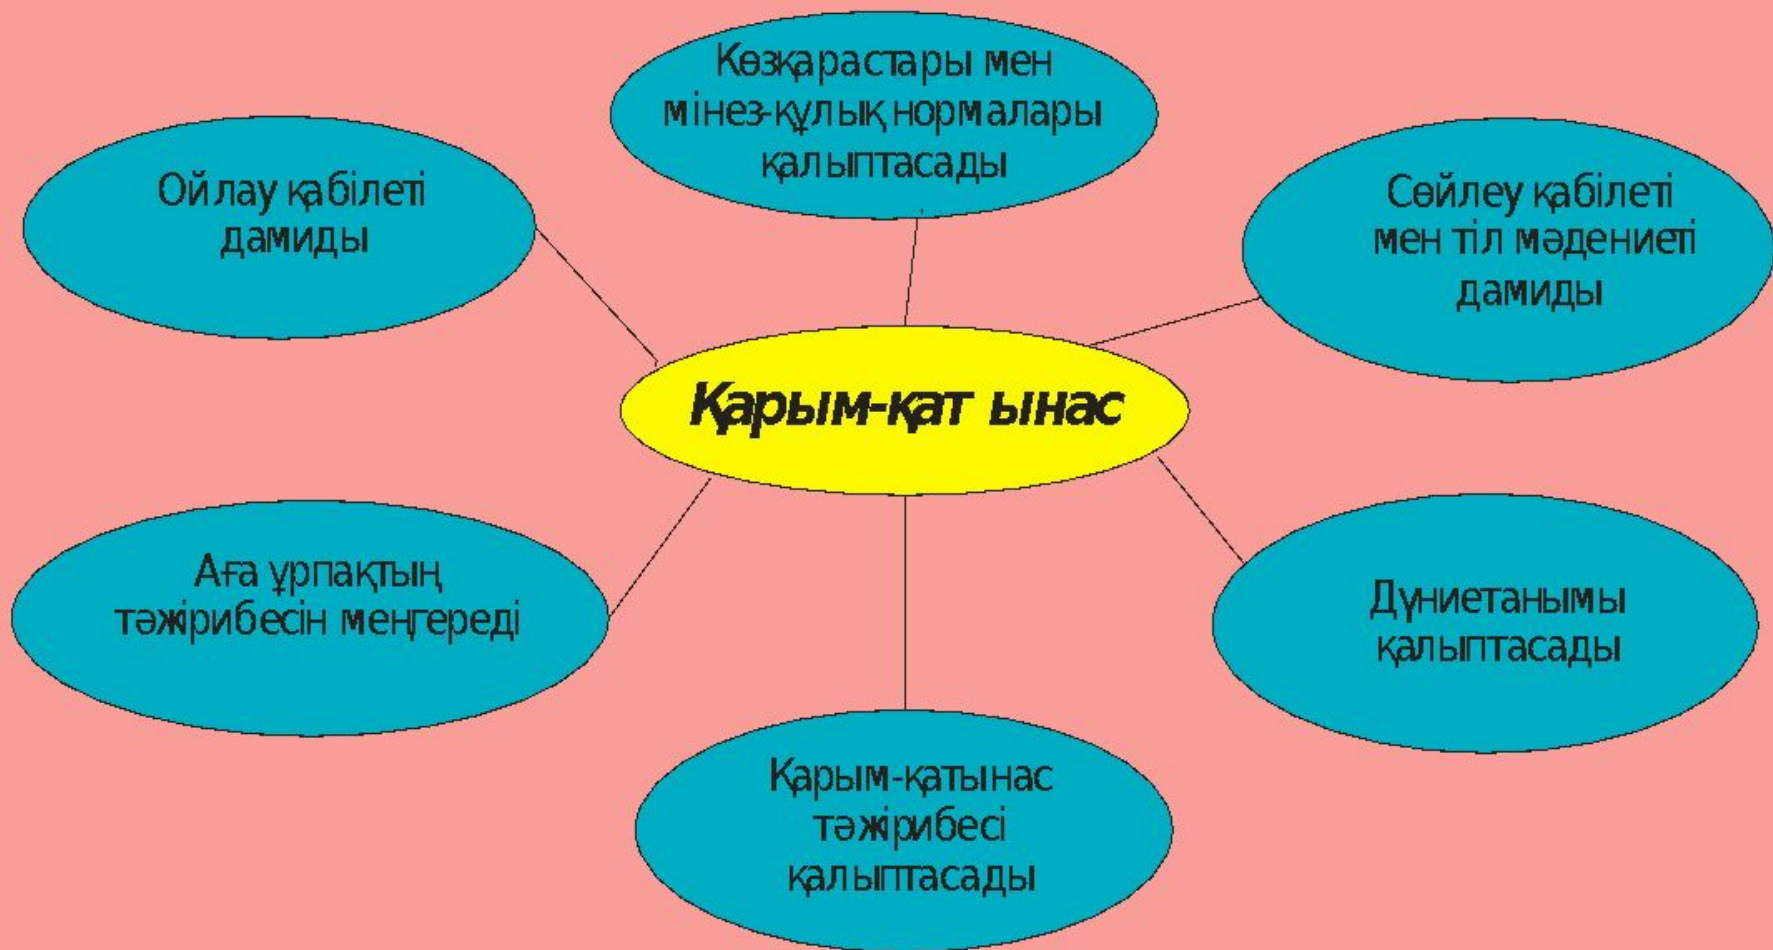 Көзқарастары мен
мінез-құлық нормалары
қалыптасады
Ойлау қабілеті
дамиды
Сөйлеу қабілеті
мен тіл мәдениеті
дамиды
Қарым-қат ынас
Аға ұрпақтың
тәжірибесін меңгереді
Дүниетанымы
қалыптасады
Қарым-қатынас
тәжірибесі
қалыптасады